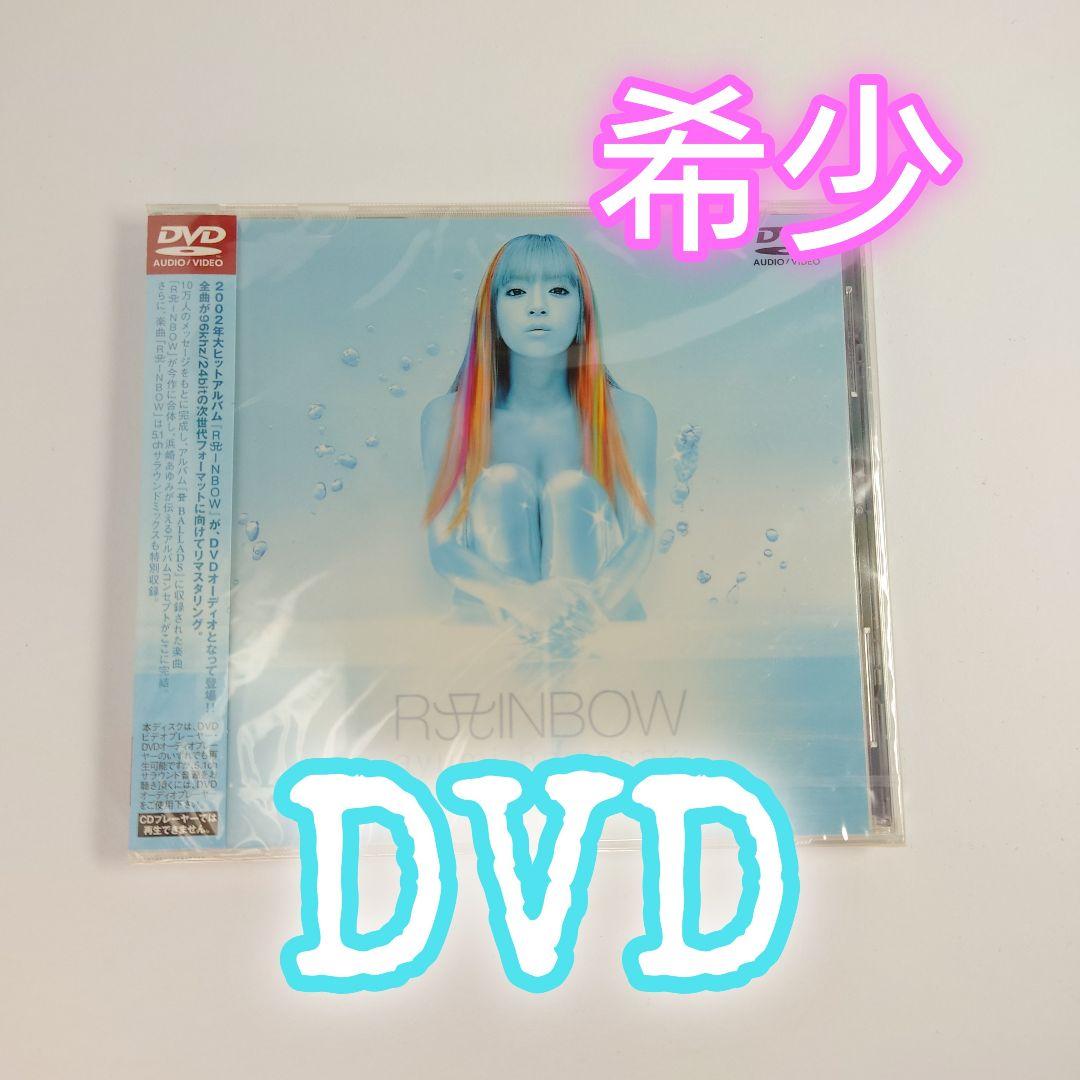 希少
DVD
AUDIO/VIDEO
DVD
AUDIO/VIDEO
2002年大ヒットアルバム「RAINBOW」が、DVDオーディオとなって登場!!
全曲が96khz/24bitの次世代フォーマットに向けてリマスタリング。
10万人のメッセージをもとに完成し、アルバム「A BALLADS」に収録された楽曲
「RAINBOW」が今作に合体し、浜崎あゆみが伝えるアルバムコンセプトがここに完結。
さらに、楽曲「RAINBOW」は5.1chサラウンドミックスも特別収録。
本ディスクは、DVD
ビデオプレーヤー・
DVDオーディオプレー
ヤーのいずれでも再
生可能ですが、5.1ch
サラウンド音源をお
聴き頂くには、DVD
オーディオプレーヤー
をご使用下さい。
CDプレーヤーでは
再生できません。
RAINBOW
DVD